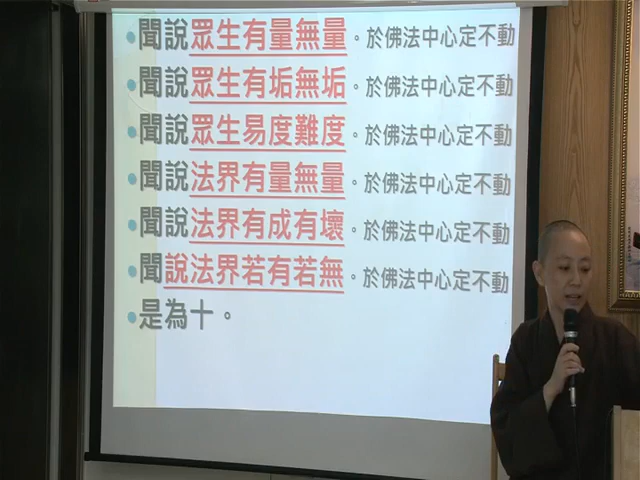 •聞說眾生有量無量。於佛法中心定不動
•聞說眾生有垢無垢。於佛法中心定不動
•聞說眾生易度難度。於佛法中心定不動
•聞說法界有量無量。於佛法中心定不動
•聞說法界有成有壞。於佛法中心定不動
•聞說法界若有若無。於佛法中心定不動
•是為十。